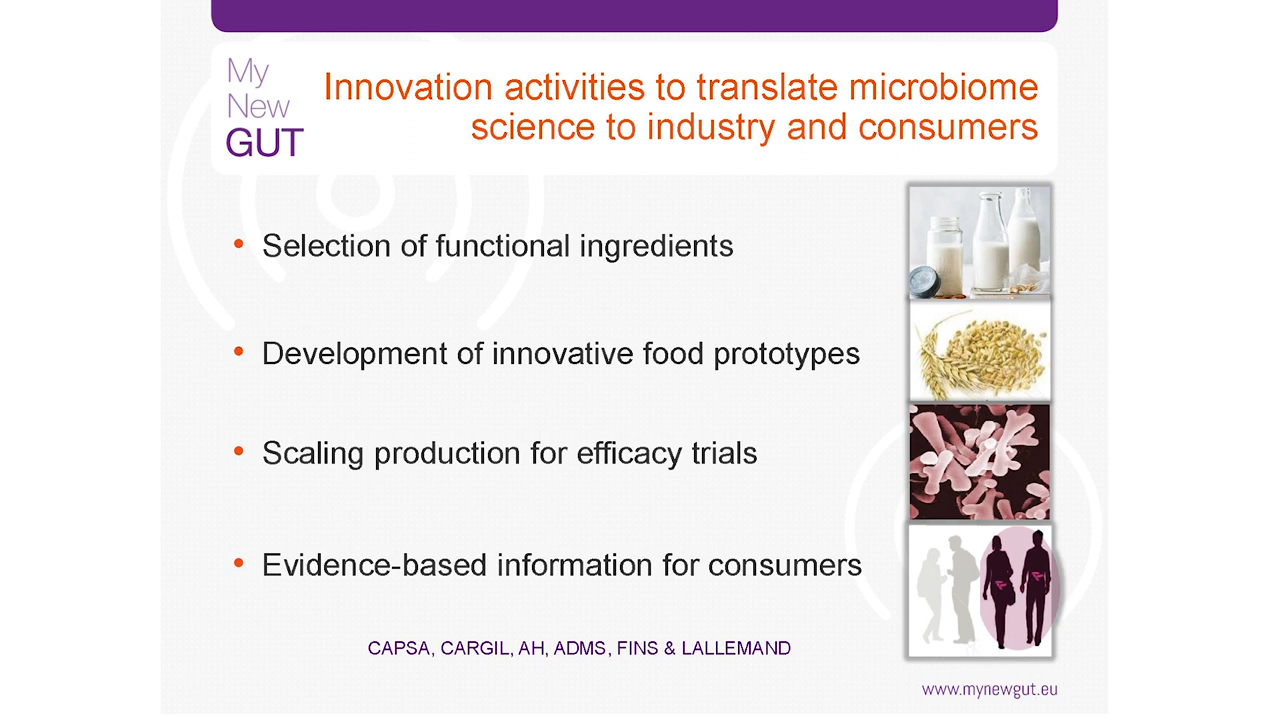 My
New
GUT
Innovation activities to translate microbiome
science to industry and consumers
• Selection of functional ingredients
• Development of innovative food prototypes
• Scaling production for efficacy trials
• Evidence-based information for consumers
CAPSA, CARGIL, AH, ADMS, FINS & LALLEMAND
www.mynewgut.eu